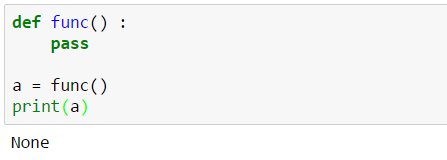 def func() :
    pass
a = func()
print(a)
None